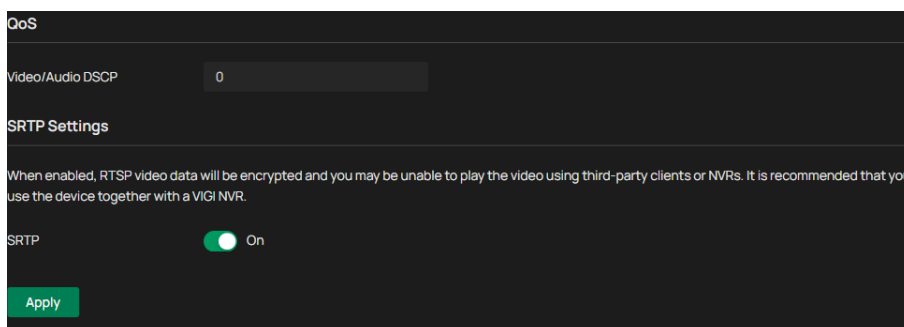 QoS
Video/Audio DSCP 0
SRTP Settings
When enabled, RTSP video data will be encrypted and you may be unable to play the video using third-party clients or NVRs. It is recommended that you
use the device together with a VIGI NVR.
SRTP On
Apply